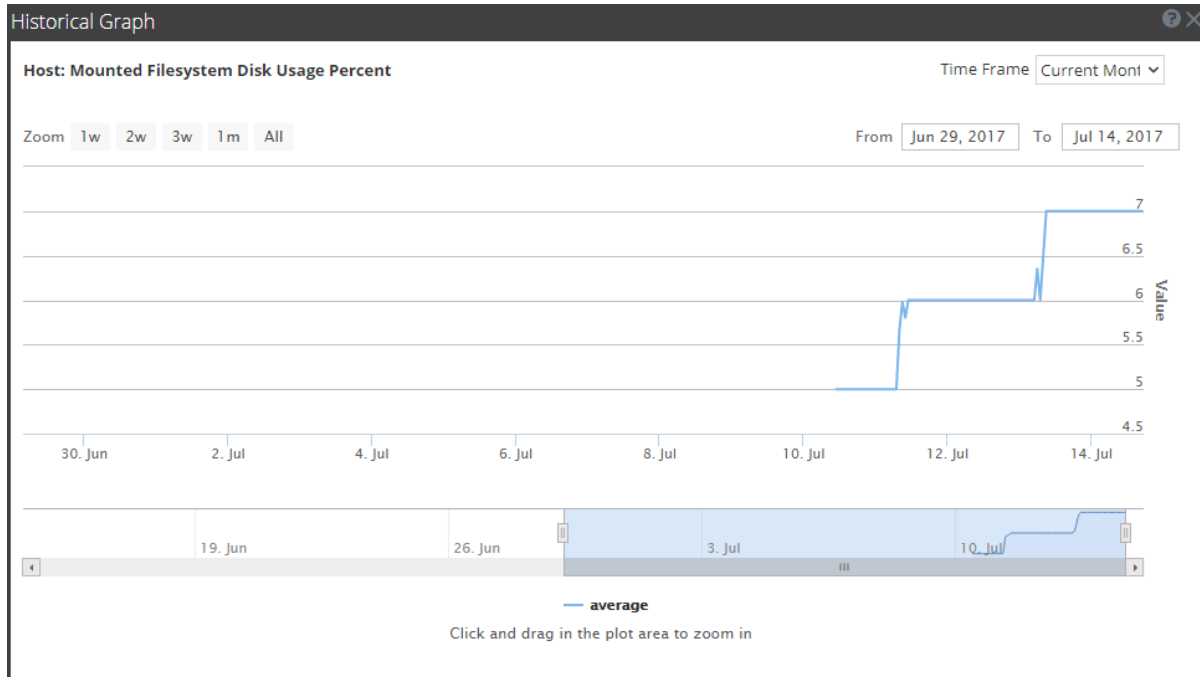 Historical Graph
Host: Mounted Filesystem Disk Usage Percent
Time Frame Current Mont
Zoom 1w 2w 3w 1m All
From Jun 29, 2017 To Jul 14, 2017
7
6.5
6
5.5
5
4.5
Value
30. Jun 2. Jul 4. Jul 6. Jul 8. Jul 10. Jul 12. Jul 14. Jul
19. Jun 26. Jun 3. Jul 10. Jul
average
Click and drag in the plot area to zoom in